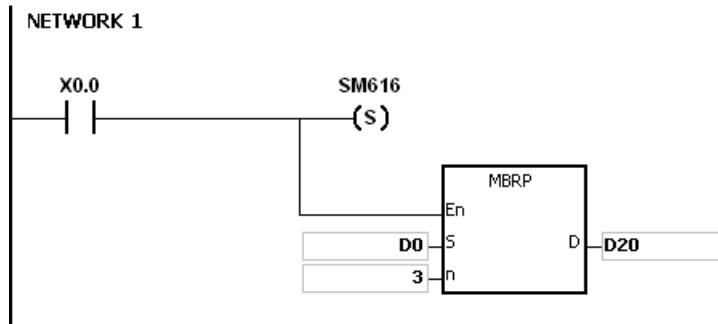 NETWORK 1
X0.0 SM616
(S)
MBRP
En
D0 S D D20
3 n